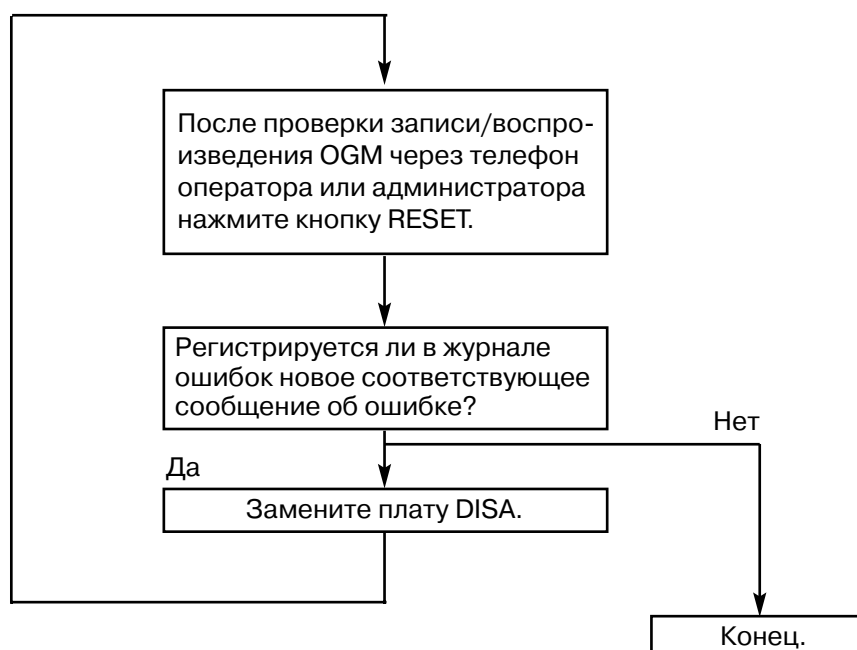 После проверки записи/воспро-
изведения OGM через телефон
оператора или администратора
нажмите кнопку RESET.
Регистрируется ли в журнале
ошибок новое соответствующее
сообщение об ошибке?
Нет
Да
Замените плату DISA.
Конец.